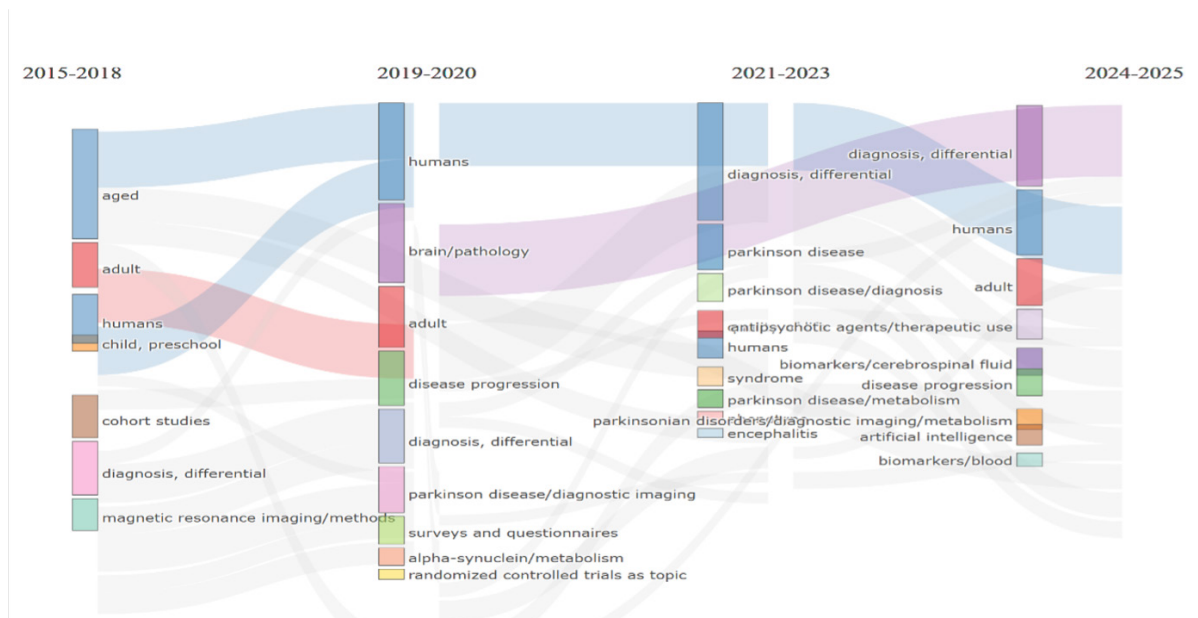 2015-2018
2019-2020
2021-2023
2024-2025
aged
adult
humans
child, preschool
cohort studies
diagnosis, differential
magnetic resonance imaging/methods
humans
brain/pathology
adult
disease progression
diagnosis, differential
parkinson disease/diagnostic imaging
surveys and questionnaires
alpha-synuclein/metabolism
randomized controlled trials as topic
diagnosis, differential
parkinson disease
parkinson disease/diagnosis
antipsychotic agents/therapeutic use
humans
syndrome
parkinson disease/metabolism
encephalitis
diagnosis, differential
humans
adult
biomarkers/cerebrospinal fluid
disease progression
parkinsonian disorders/diagnostic imaging/metabolism
artificial intelligence
biomarkers/blood